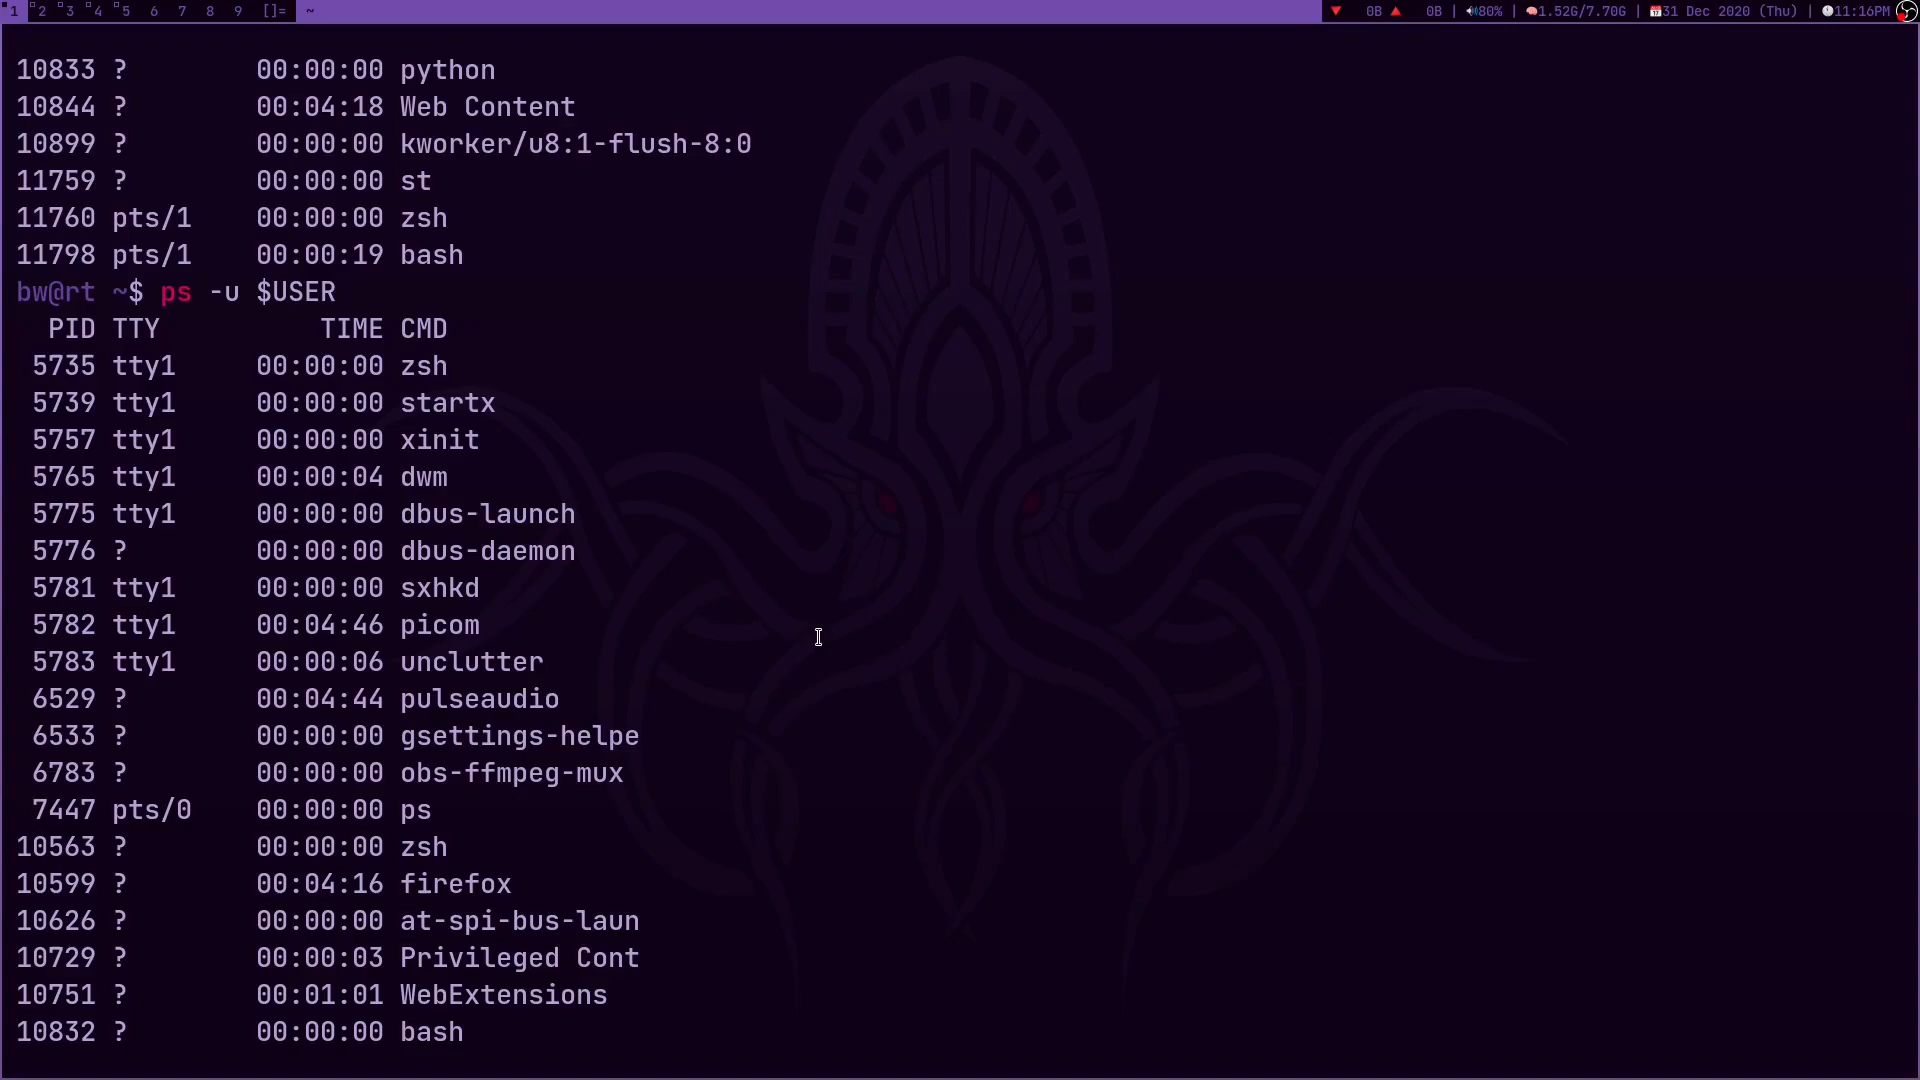 1 2 3 4 5 6 7 8 9 []= ~ 0B 0B | 80% | 1.52G/7.70G | 31 Dec 2020 (Thu) | 11:16PM
10833 ? 00:00:00 python
10844 ? 00:04:18 Web Content
10899 ? 00:00:00 kworker/u8:1-flush-8:0
11759 ? 00:00:00 st
11760 pts/1 00:00:00 zsh
11798 pts/1 00:00:19 bash
bw@rt ~$ ps -u $USER
PID TTY TIME CMD
5735 tty1 00:00:00 zsh
5739 tty1 00:00:00 startx
5757 tty1 00:00:00 xinit
5765 tty1 00:00:04 dwm
5775 tty1 00:00:00 dbus-launch
5776 ? 00:00:00 dbus-daemon
5781 tty1 00:00:00 sxhkd
5782 tty1 00:04:46 picom
5783 tty1 00:00:06 unclutter
6529 ? 00:04:44 pulseaudio
6533 ? 00:00:00 gsettings-helpe
6783 ? 00:00:00 obs-ffmpeg-mux
7447 pts/0 00:00:00 ps
10563 ? 00:00:00 zsh
10599 ? 00:04:16 firefox
10626 ? 00:00:00 at-spi-bus-laun
10729 ? 00:00:03 Privileged Cont
10751 ? 00:01:01 WebExtensions
10832 ? 00:00:00 bash